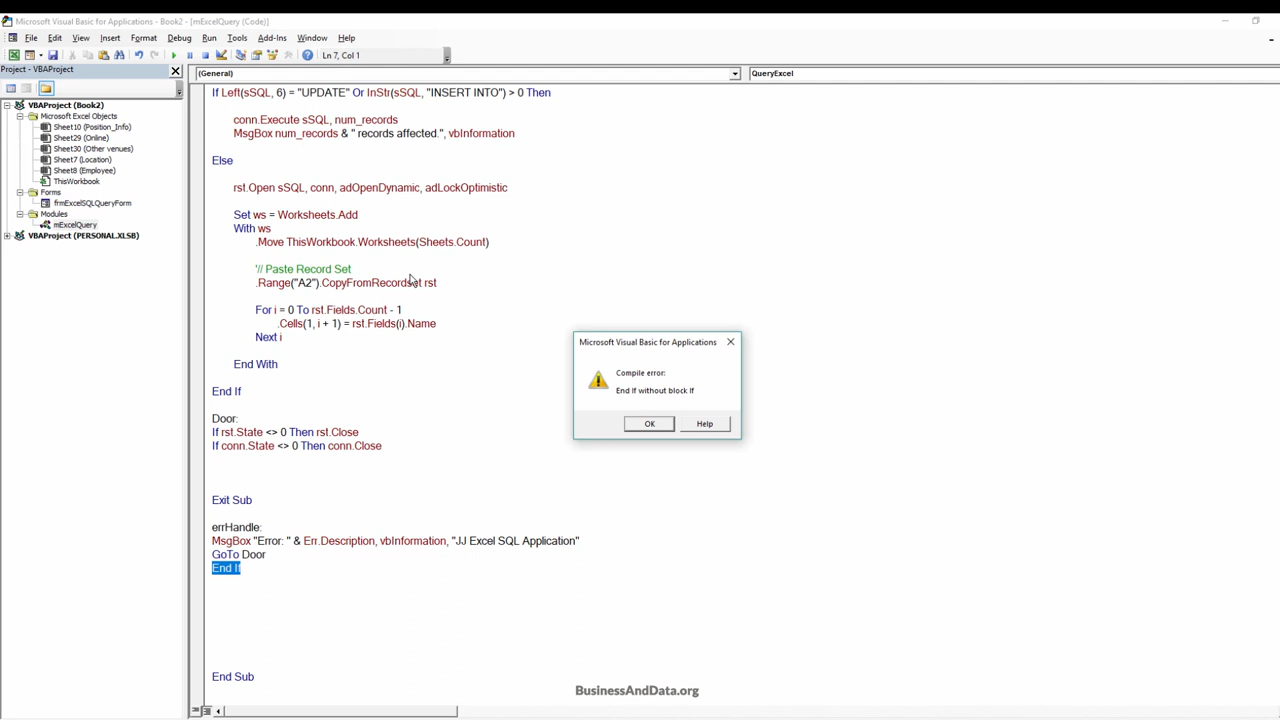 Microsoft Visual Basic for Applications - Book2 - [mExcelQuery (Code)]
File Edit View Insert Format Debug Run Tools Add-Ins Window Help
Ln 7, Col 1
Project - VBAProject
(General)
QueryExcel
VBAProject (Book2)
Microsoft Excel Objects
Sheet10 (Position_Info)
Sheet29 (Online)
Sheet30 (Other venues)
Sheet7 (Location)
Sheet8 (Employee)
ThisWorkbook
Forms
frmExcelSQLQueryForm
Modules
mExcelQuery
VBAProject (PERSONAL.XLSB)
If Left(sSQL, 6) = "UPDATE" Or InStr(sSQL, "INSERT INTO") > 0 Then
conn.Execute sSQL, num_records
MsgBox num_records & " records affected.", vbInformation
Else
rst.Open sSQL, conn, adOpenDynamic, adLockOptimistic
Set ws = Worksheets.Add
With ws
.Move ThisWorkbook.Worksheets(Sheets.Count)
'// Paste Record Set
.Range("A2").CopyFromRecordset rst
For i = 0 To rst.Fields.Count - 1
.Cells(1, i + 1) = rst.Fields(i).Name
Next i
End With
End If
Door:
If rst.State <> 0 Then rst.Close
If conn.State <> 0 Then conn.Close
Exit Sub
errHandle:
MsgBox "Error: " & Err.Description, vbInformation, "JJ Excel SQL Application"
GoTo Door
End If
End Sub
Microsoft Visual Basic for Applications
Compile error:
End If without block If
OK Help
BusinessAndData.org